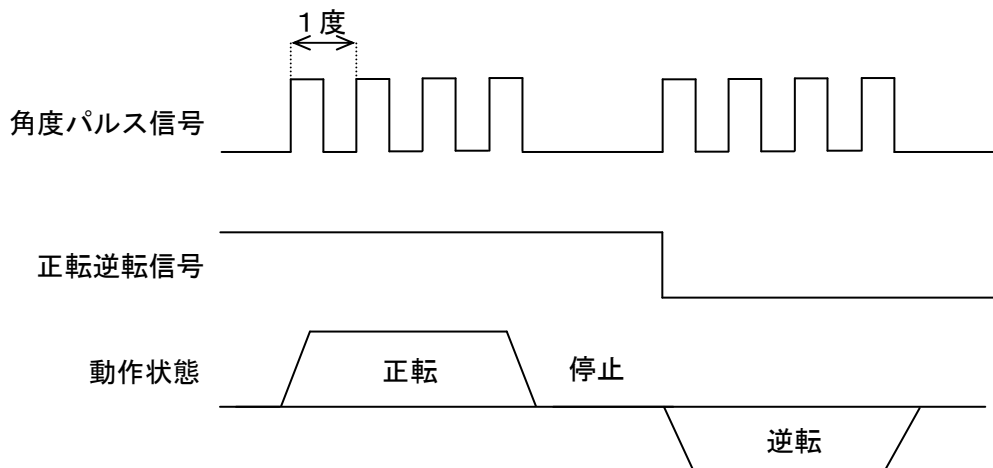 １度
角度パルス信号
正転逆転信号
動作状態
正転
停止
逆転